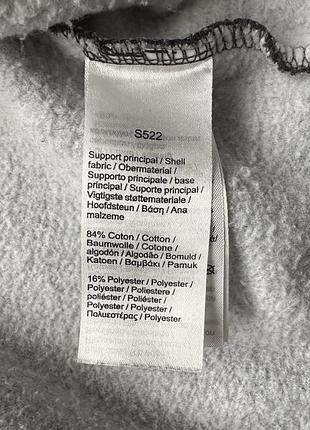 S522
Support principal / Shell
fabric / Obermaterial /
Supporto principale / base
principal / Suporte principal /
Vigtigste støttemateriale /
Hoofdsteun / Βάση / Ana
malzeme
84% Coton / Cotton /
Baumwolle / Cotone /
algodón / Algodão / Bomuld /
Katoen / Βαμβάκι / Pamuk
16% Polyester / Polyester /
Polyester / Poliestere /
poliéster / Poliéster /
Polyester / Polyester /
Πολυεστέρας / Polyester